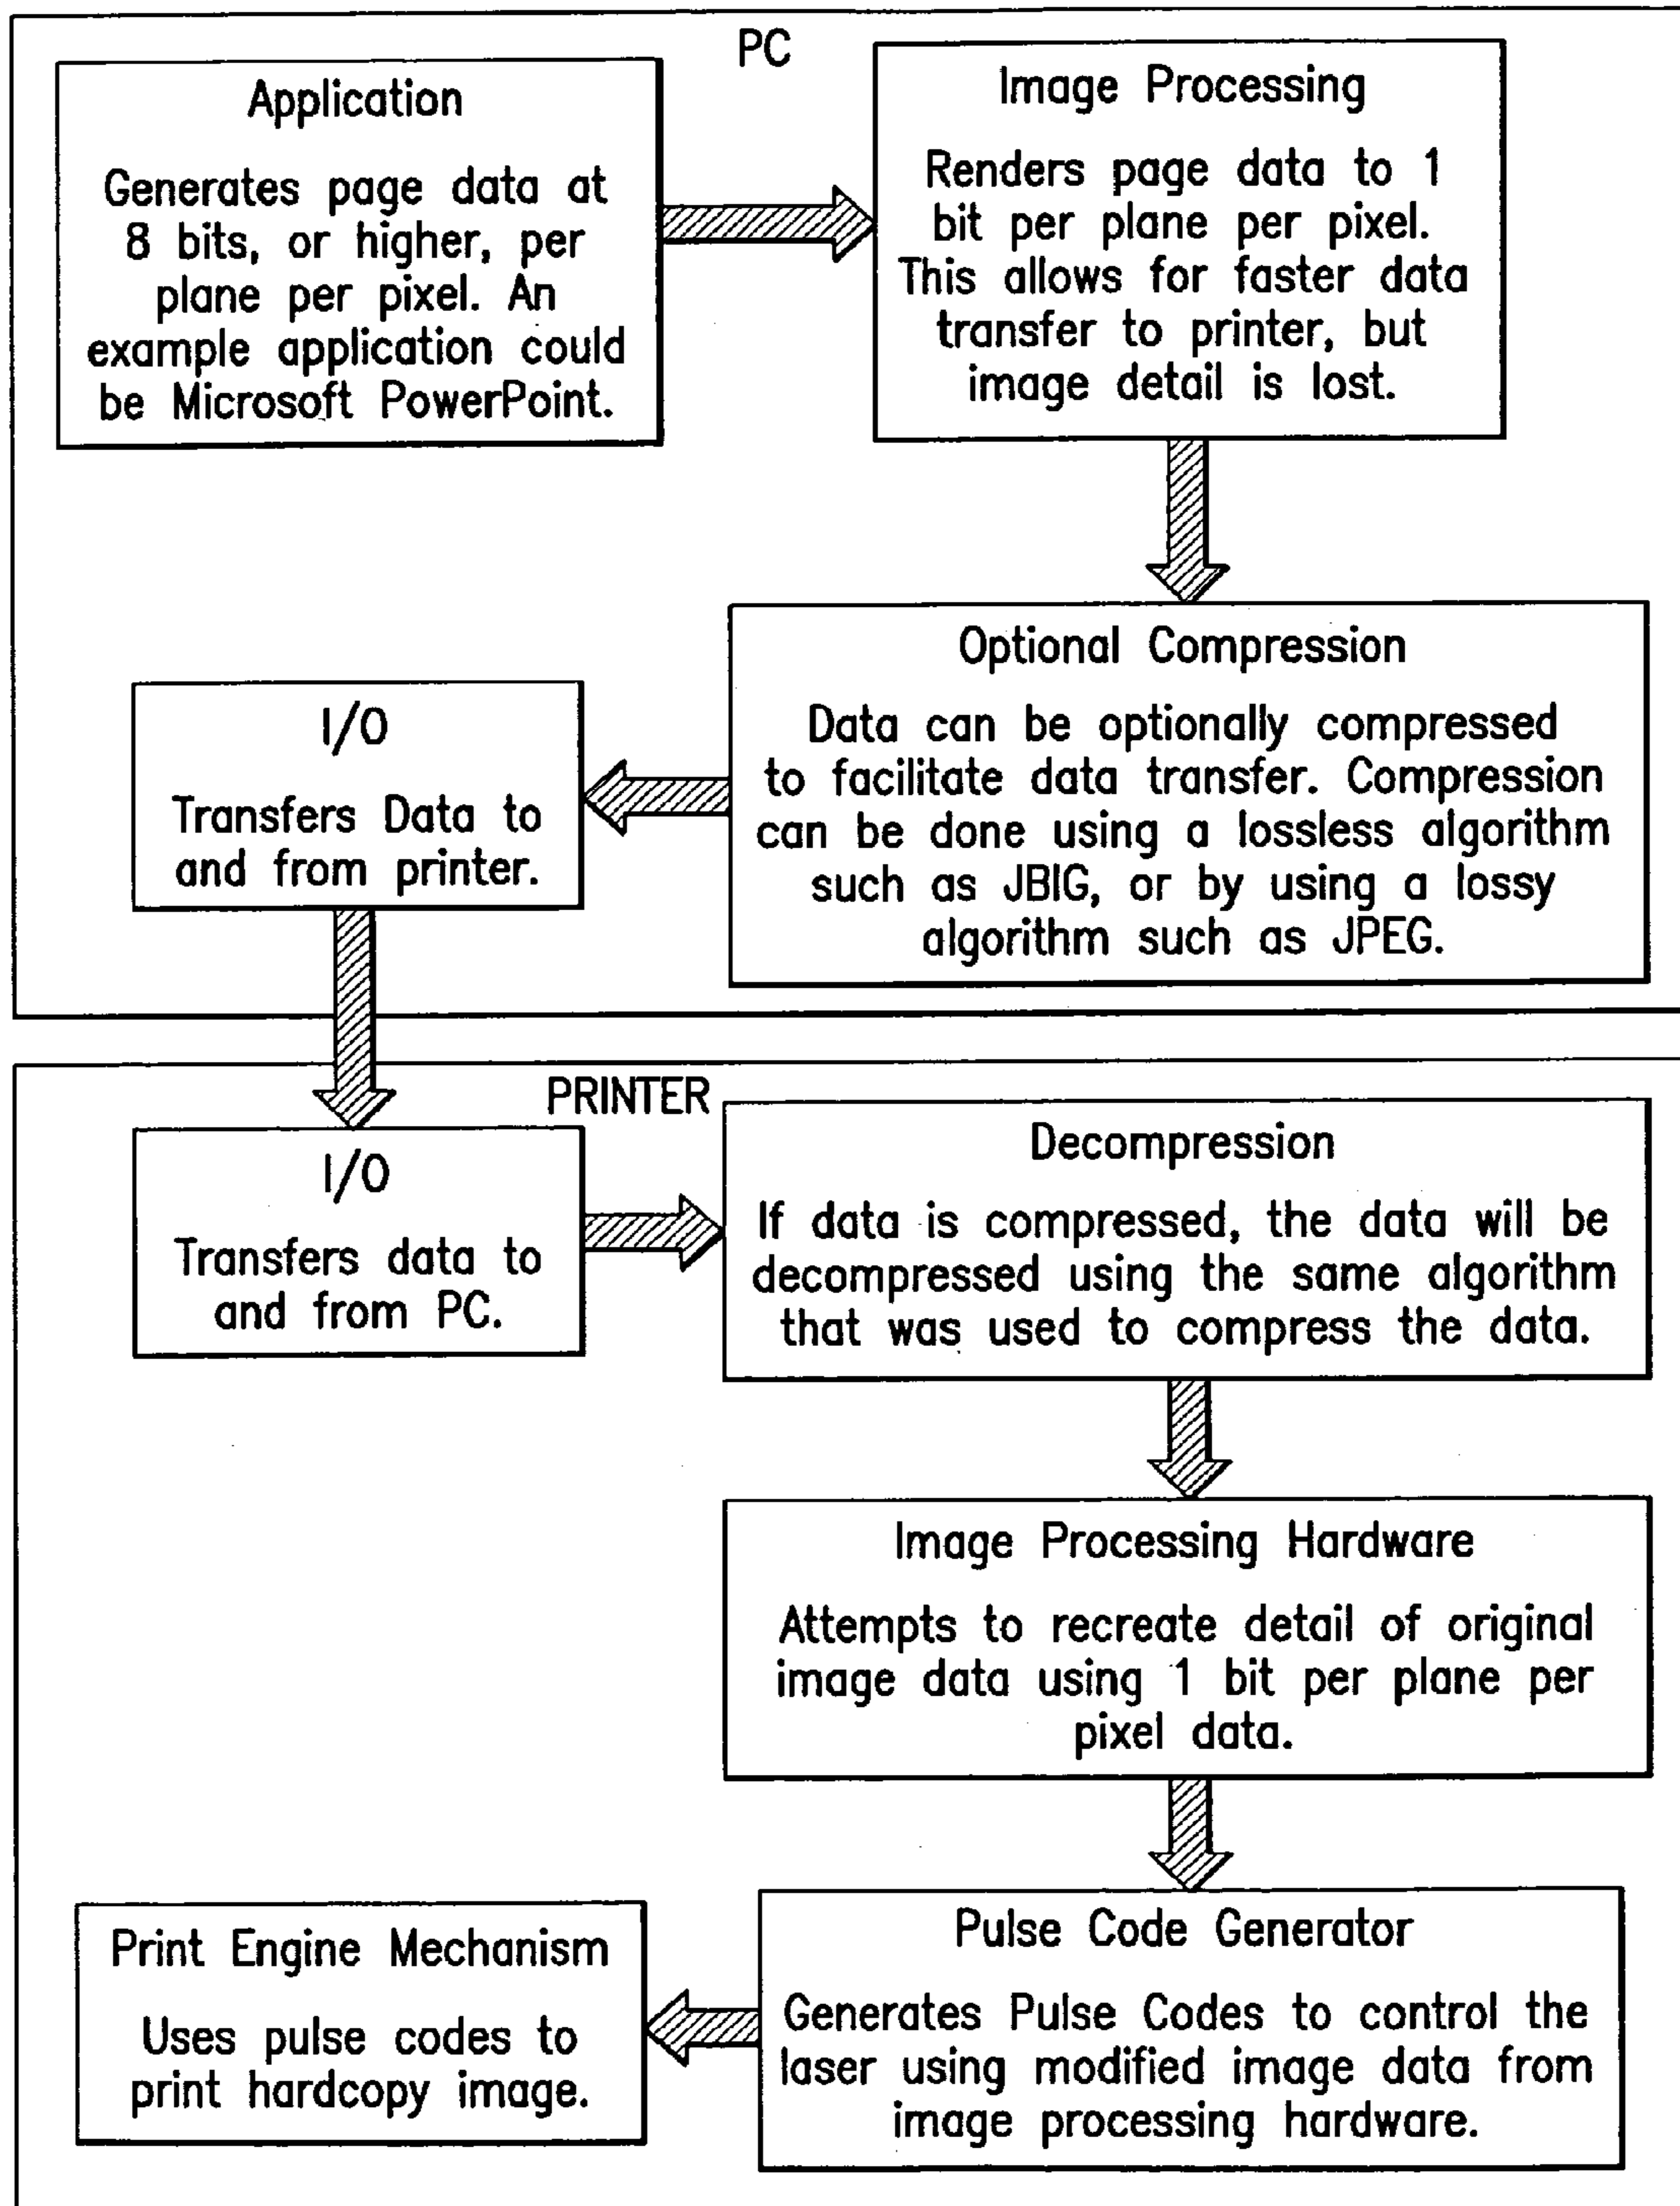 PC
Application
Generates page data at
8 bits, or higher, per
plane per pixel. An
example application could
be Microsoft PowerPoint.
Image Processing
Renders page data to 1
bit per plane per pixel.
This allows for faster data
transfer to printer, but
image detail is lost.
Optional Compression
Data can be optionally compressed
to facilitate data transfer. Compression
can be done using a lossless algorithm
such as JBIG, or by using a lossy
algorithm such as JPEG.
I/O
Transfers Data to
and from printer.
PRINTER
I/O
Transfers data to
and from PC.
Decompression
If data is compressed, the data will be
decompressed using the same algorithm
that was used to compress the data.
Image Processing Hardware
Attempts to recreate detail of original
image data using 1 bit per plane per
pixel data.
Pulse Code Generator
Generates Pulse Codes to control the
laser using modified image data from
image processing hardware.
Print Engine Mechanism
Uses pulse codes to
print hardcopy image.